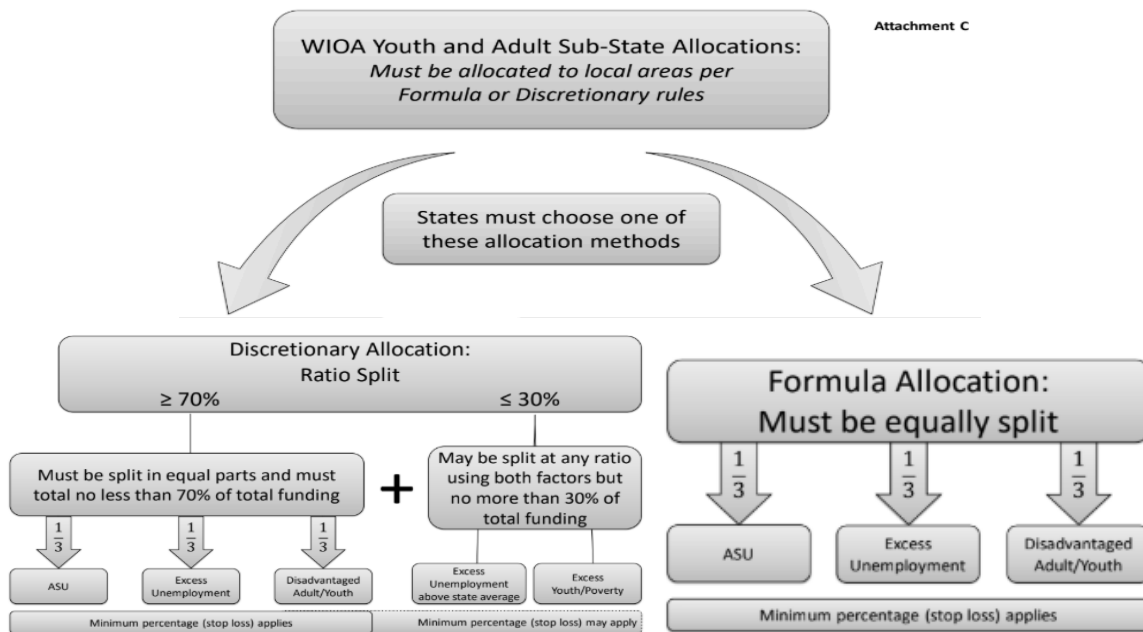 Attachment C
WIOA Youth and Adult Sub-State Allocations:
Must be allocated to local areas per
Formula or Discretionary rules
States must choose one of
these allocation methods
Discretionary Allocation:
Ratio Split
≥ 70%
≤ 30%
Must be split in equal parts and must
total no less than 70% of total funding
+
May be split at any ratio
using both factors but
no more than 30% of
total funding
1/3
1/3
1/3
ASU
Excess
Unemployment
Disadvantaged
Adult/Youth
Excess
Unemployment
above state average
Excess
Youth/Poverty
Minimum percentage (stop loss) applies
Minimum percentage (stop loss) may apply
Formula Allocation:
Must be equally split
1/3
1/3
1/3
ASU
Excess
Unemployment
Disadvantaged
Adult/Youth
Minimum percentage (stop loss) applies